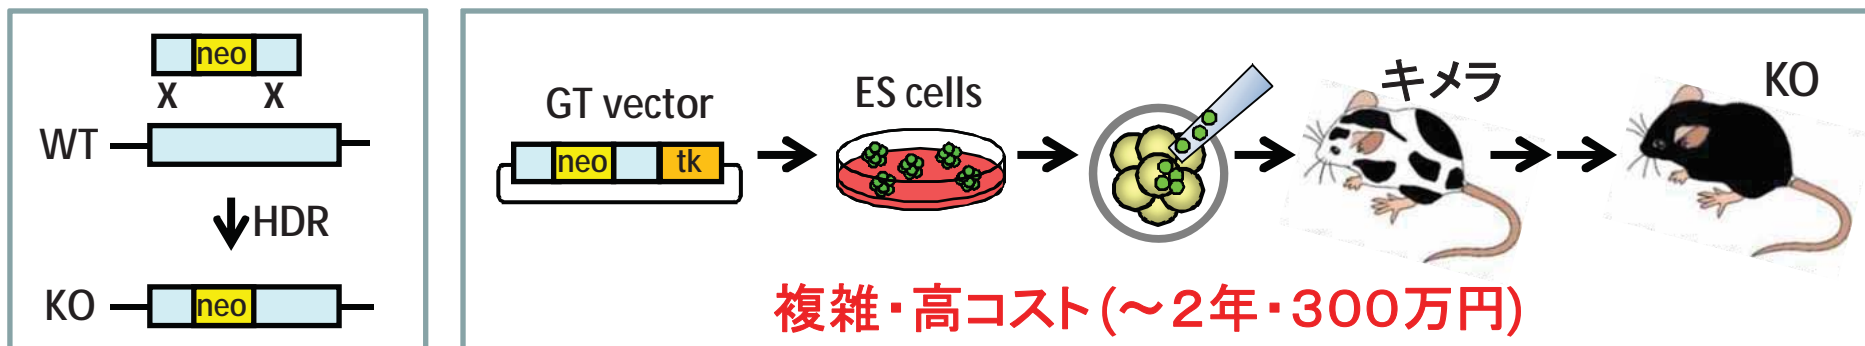 neo
X X
WT
HDR
KO
neo
GT vector
neo
tk
ES cells
キメラ
KO
複雑・高コスト(～2年・300万円)